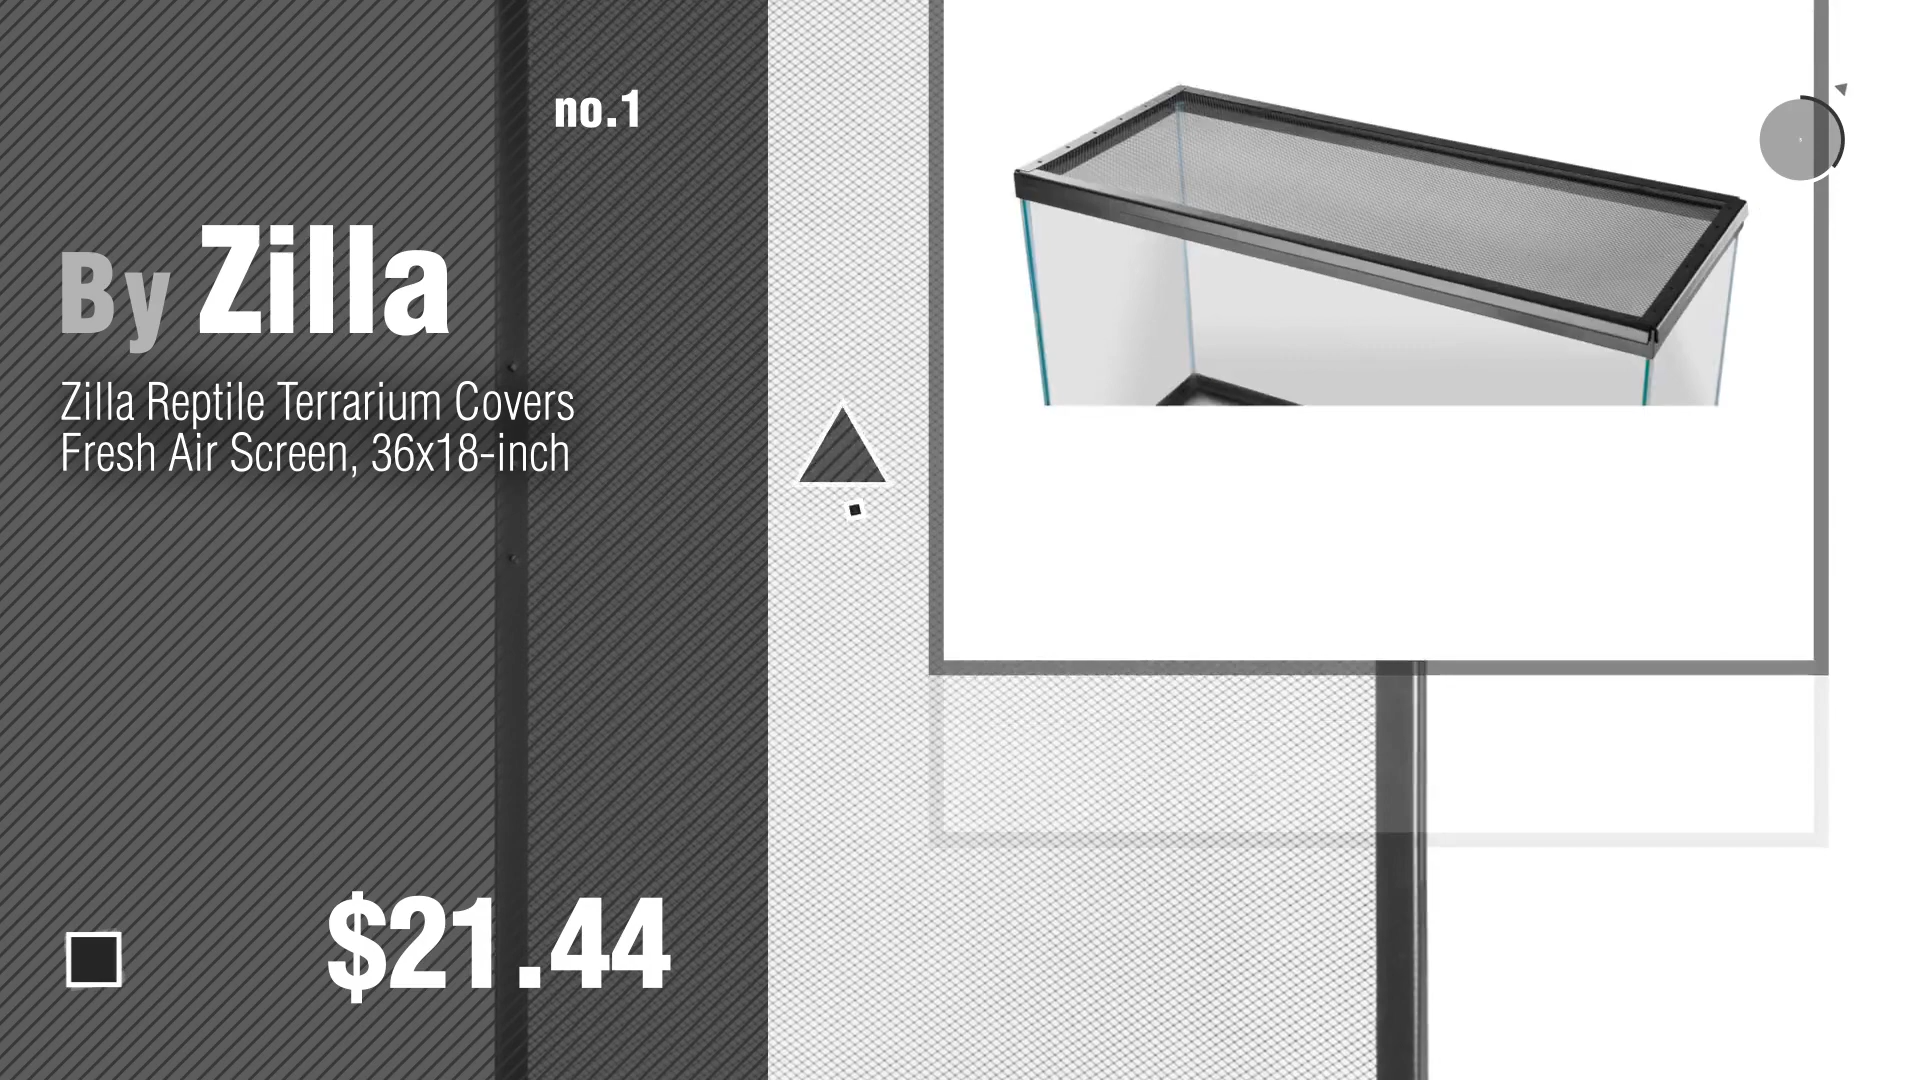 no.1
By Zilla
Zilla Reptile Terrarium Covers
Fresh Air Screen, 36x18-inch
$21.44